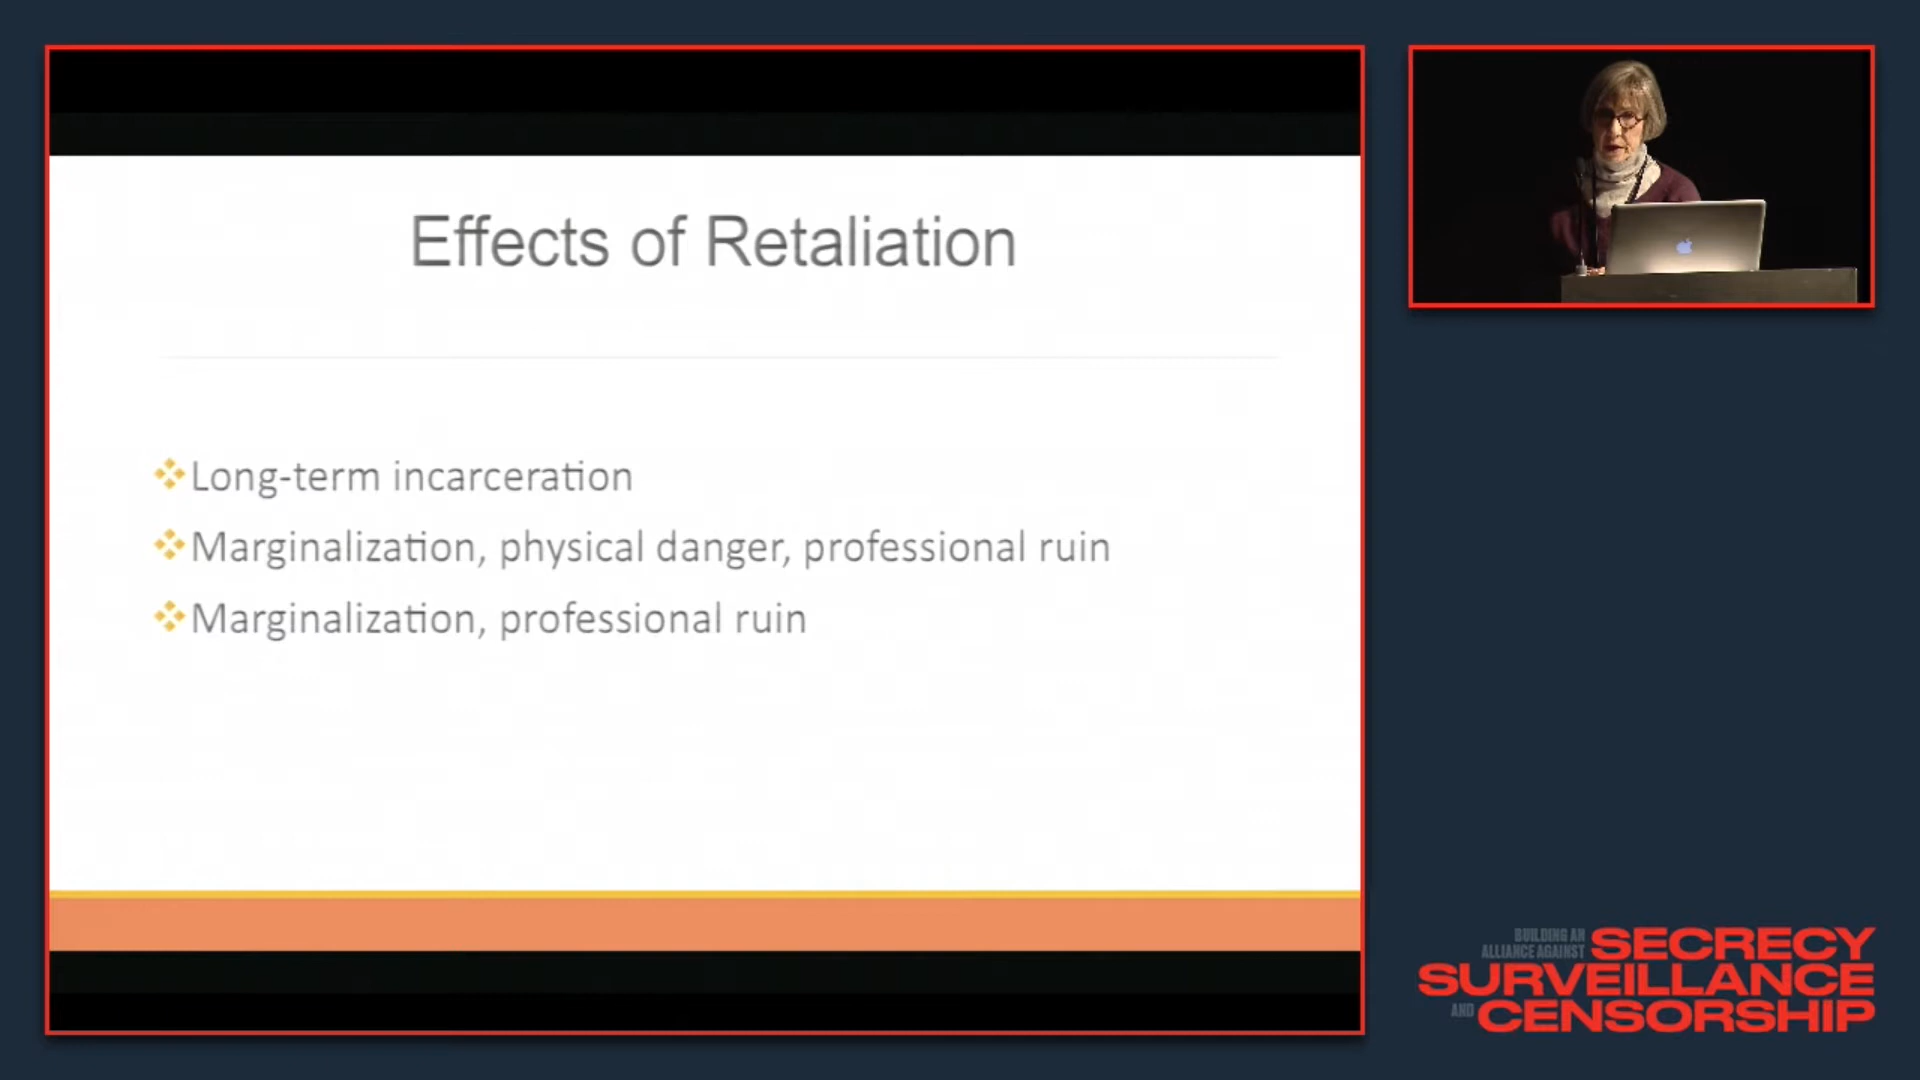 Effects of Retaliation
Long-term incarceration
Marginalization, physical danger, professional ruin
Marginalization, professional ruin
BUILDING AN
ALLIANCE AGAINST
SECRECY
SURVEILLANCE
AND CENSORSHIP